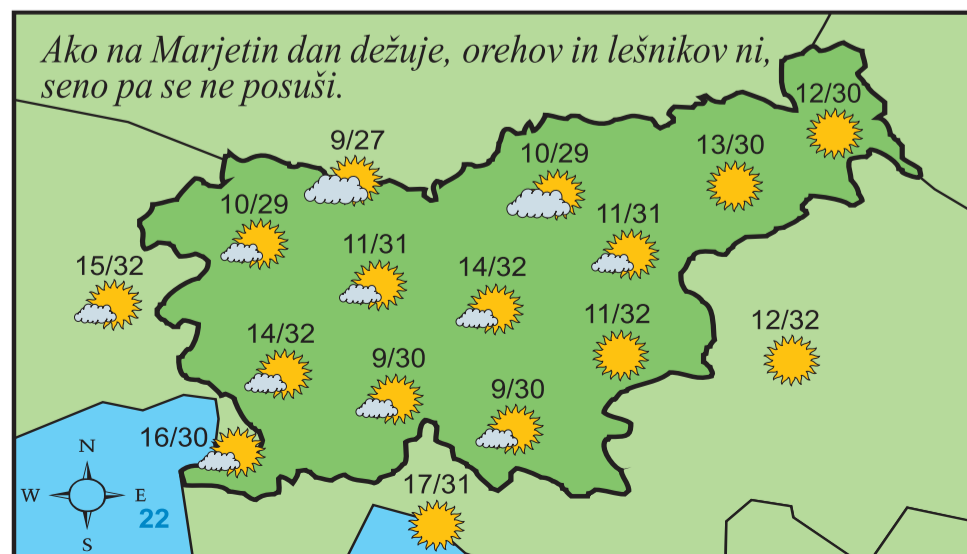 Ako na Marjetin dan dežuje, orehov in lešnikov ni,
seno pa se ne posuši.
12/30
9/27
10/29
13/30
10/29
11/31
11/31
15/32
14/32
11/32
12/32
14/32
9/30
9/30
16/30
17/31
N
W
E
22
S